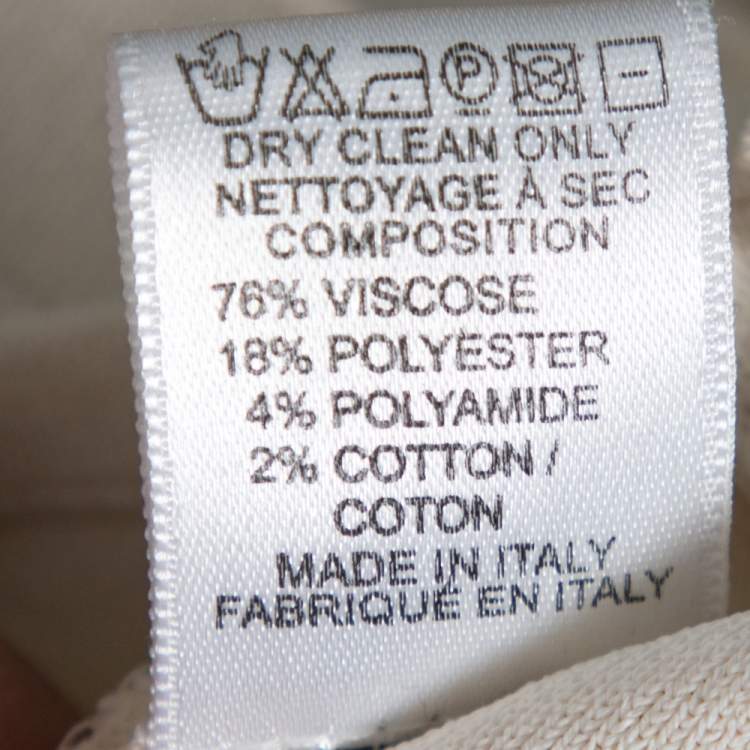 P
DRY CLEAN ONLY
NETTOYAGE À SEC
COMPOSITION
76% VISCOSE
18% POLYESTER
4% POLYAMIDE
2% COTTON /
COTON
MADE IN ITALY
FABRIQUÉ EN ITALY